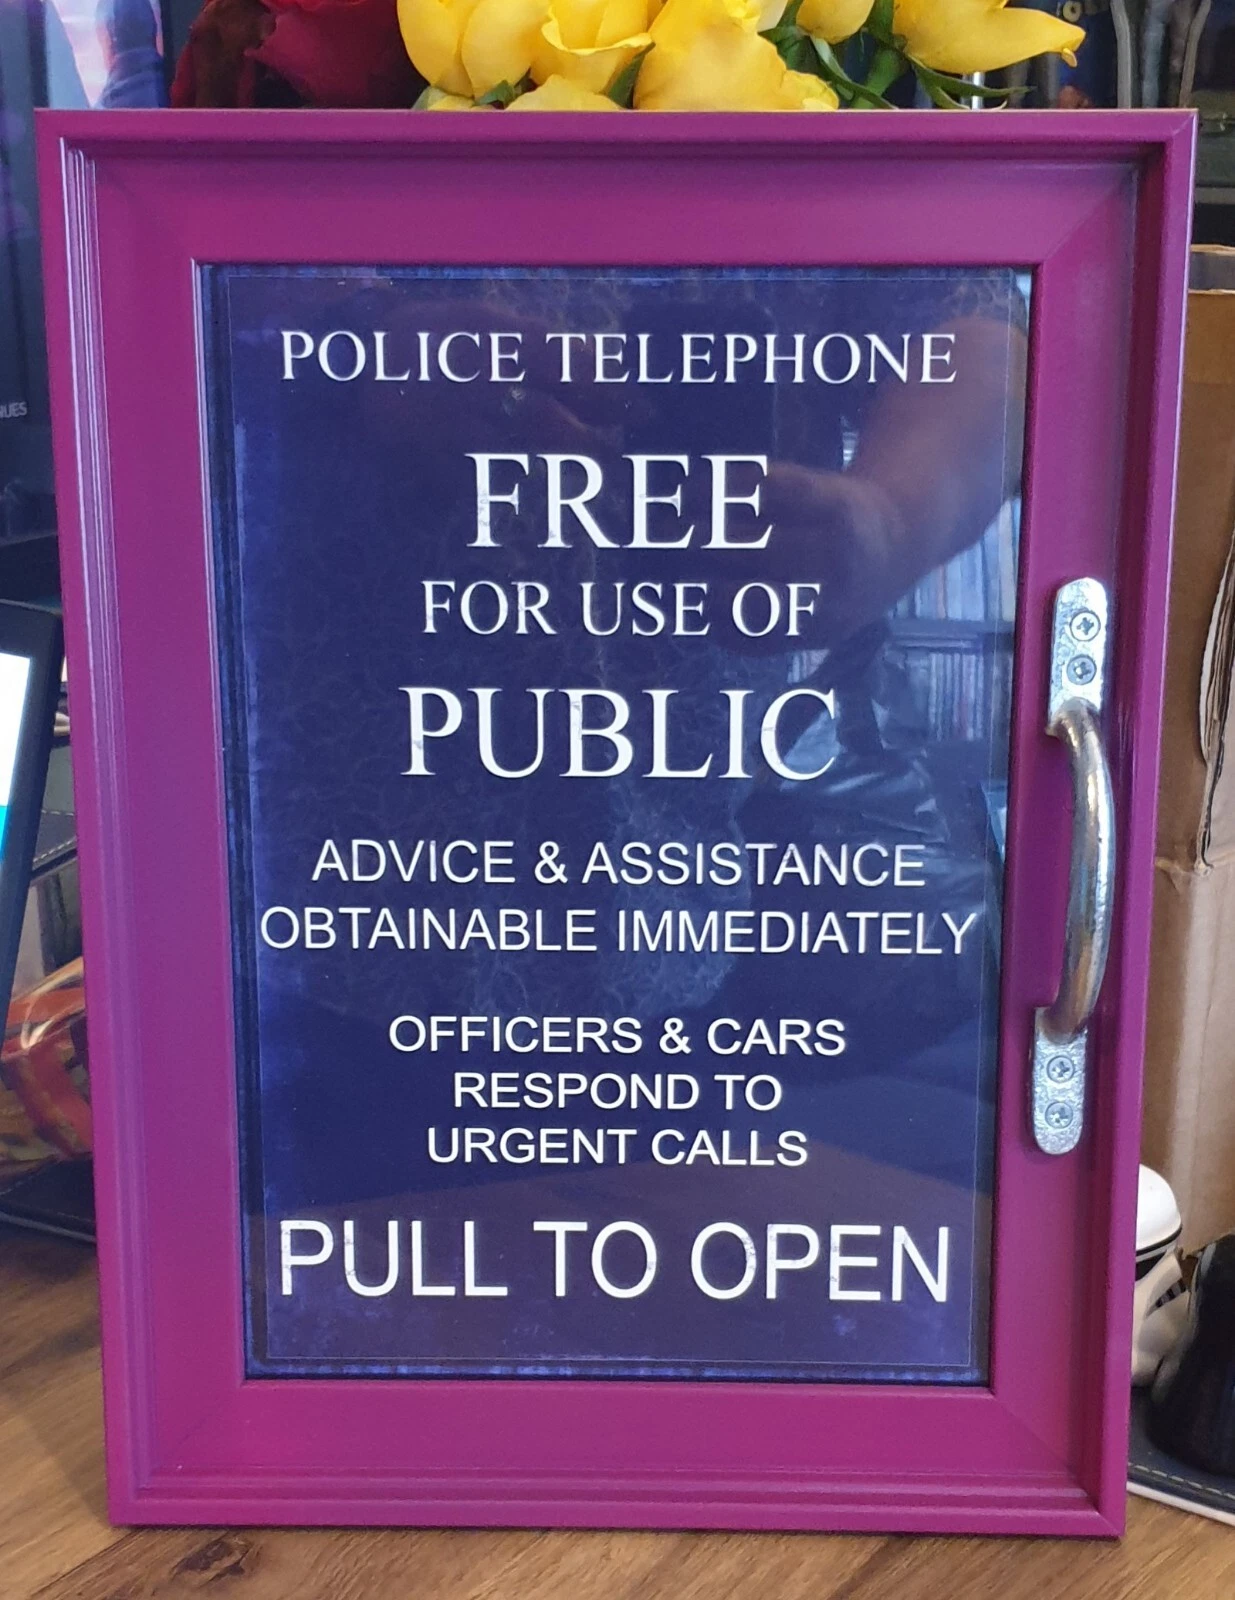 POLICE TELEPHONE
FREE
FOR USE OF
PUBLIC
ADVICE & ASSISTANCE
OBTAINABLE IMMEDIATELY
OFFICERS & CARS
RESPOND TO
URGENT CALLS
PULL TO OPEN